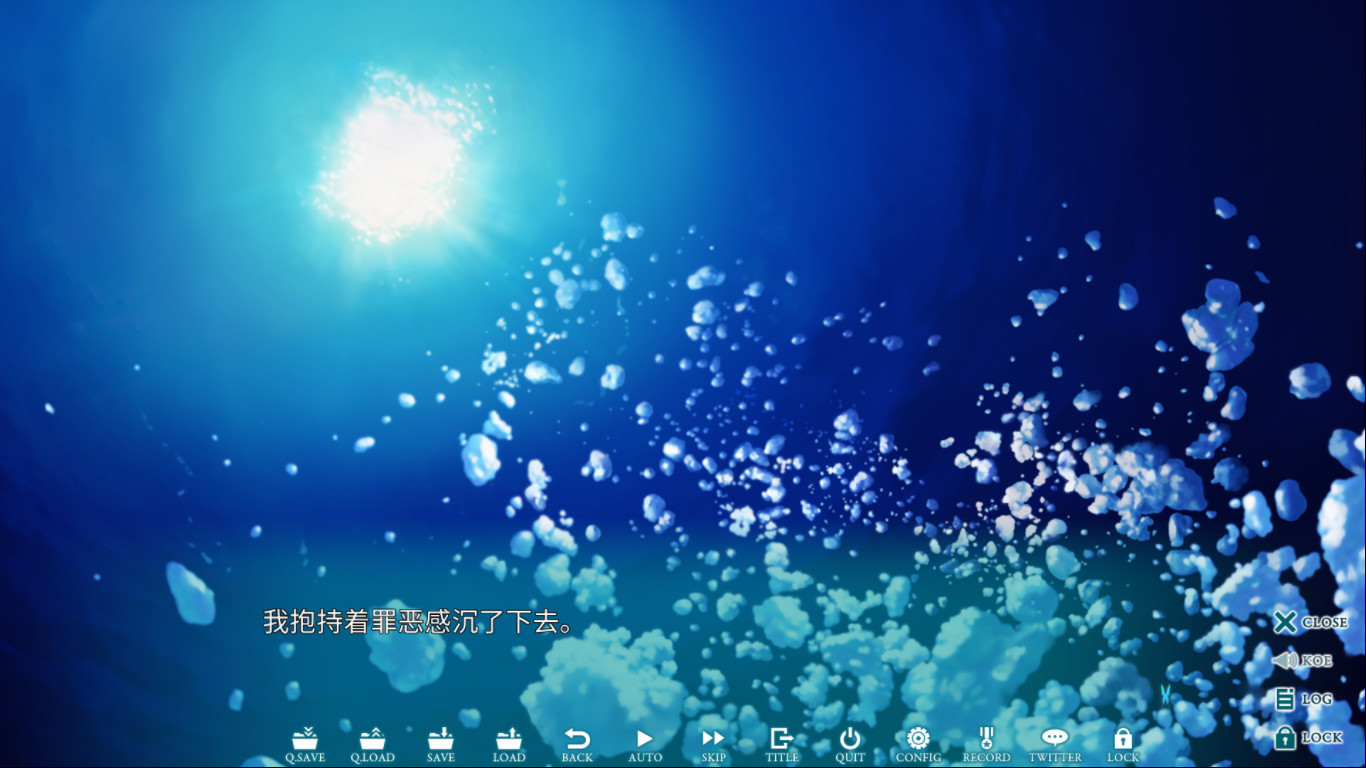 我抱持着罪恶感沉了下去。
CLOSE
KOE
LOG
LOCK
Q.SAVE Q.LOAD SAVE LOAD BACK AUTO SKIP TITLE QUIT CONFIG RECORD TWITTER LOCK